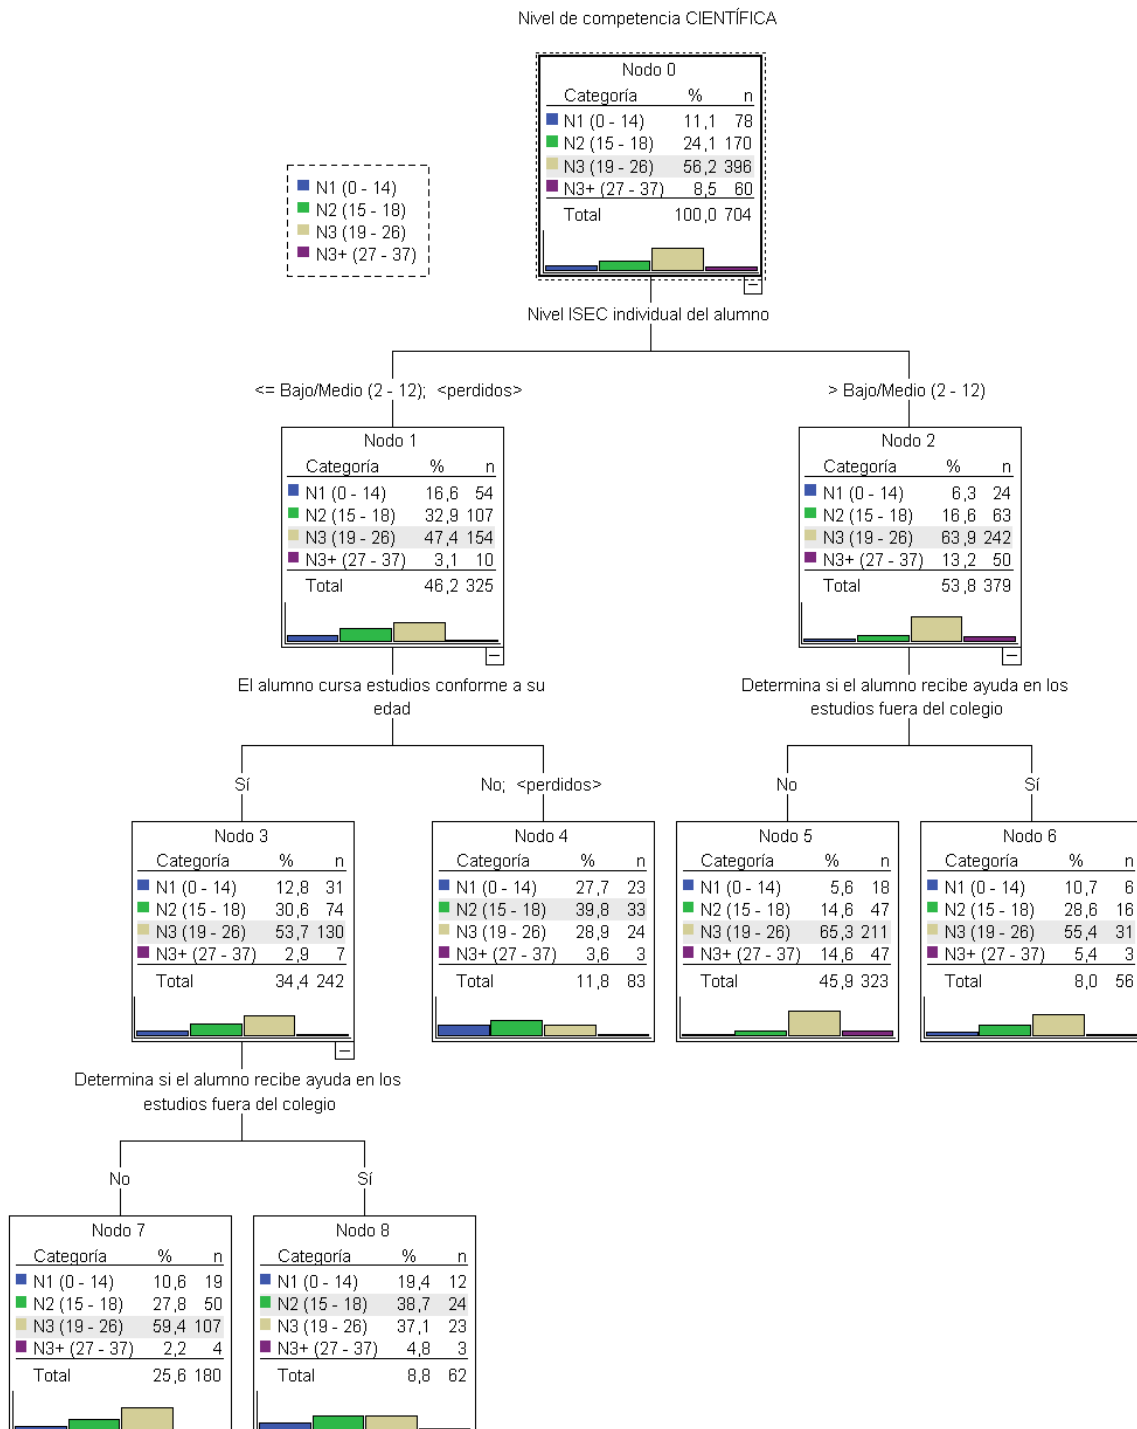 Nivel de competencia CIENTÍFICA
Nodo 0
Categoría % n
N1 (0 - 14) 11,1 78
N2 (15 - 18) 24,1 170
N3 (19 - 26) 56,2 396
N3+ (27 - 37) 8,5 60
Total 100,0 704
N1 (0 - 14)
N2 (15 - 18)
N3 (19 - 26)
N3+ (27 - 37)
Nivel ISEC individual del alumno
<= Bajo/Medio (2 - 12); <perdidos>
> Bajo/Medio (2 - 12)
Nodo 1
Categoría % n
N1 (0 - 14) 16,6 54
N2 (15 - 18) 32,9 107
N3 (19 - 26) 47,4 154
N3+ (27 - 37) 3,1 10
Total 46,2 325
Nodo 2
Categoría % n
N1 (0 - 14) 6,3 24
N2 (15 - 18) 16,6 63
N3 (19 - 26) 63,9 242
N3+ (27 - 37) 13,2 50
Total 53,8 379
El alumno cursa estudios conforme a su
edad
Determina si el alumno recibe ayuda en los
estudios fuera del colegio
Sí
No; <perdidos>
No
Sí
Nodo 3
Categoría % n
N1 (0 - 14) 12,8 31
N2 (15 - 18) 30,6 74
N3 (19 - 26) 53,7 130
N3+ (27 - 37) 2,9 7
Total 34,4 242
Nodo 4
Categoría % n
N1 (0 - 14) 27,7 23
N2 (15 - 18) 39,8 33
N3 (19 - 26) 28,9 24
N3+ (27 - 37) 3,6 3
Total 11,8 83
Nodo 5
Categoría % n
N1 (0 - 14) 5,6 18
N2 (15 - 18) 14,6 47
N3 (19 - 26) 65,3 211
N3+ (27 - 37) 14,6 47
Total 45,9 323
Nodo 6
Categoría % n
N1 (0 - 14) 10,7 6
N2 (15 - 18) 28,6 16
N3 (19 - 26) 55,4 31
N3+ (27 - 37) 5,4 3
Total 8,0 56
Determina si el alumno recibe ayuda en los
estudios fuera del colegio
No
Sí
Nodo 7
Categoría % n
N1 (0 - 14) 10,6 19
N2 (15 - 18) 27,8 50
N3 (19 - 26) 59,4 107
N3+ (27 - 37) 2,2 4
Total 25,6 180
Nodo 8
Categoría % n
N1 (0 - 14) 19,4 12
N2 (15 - 18) 38,7 24
N3 (19 - 26) 37,1 23
N3+ (27 - 37) 4,8 3
Total 8,8 62